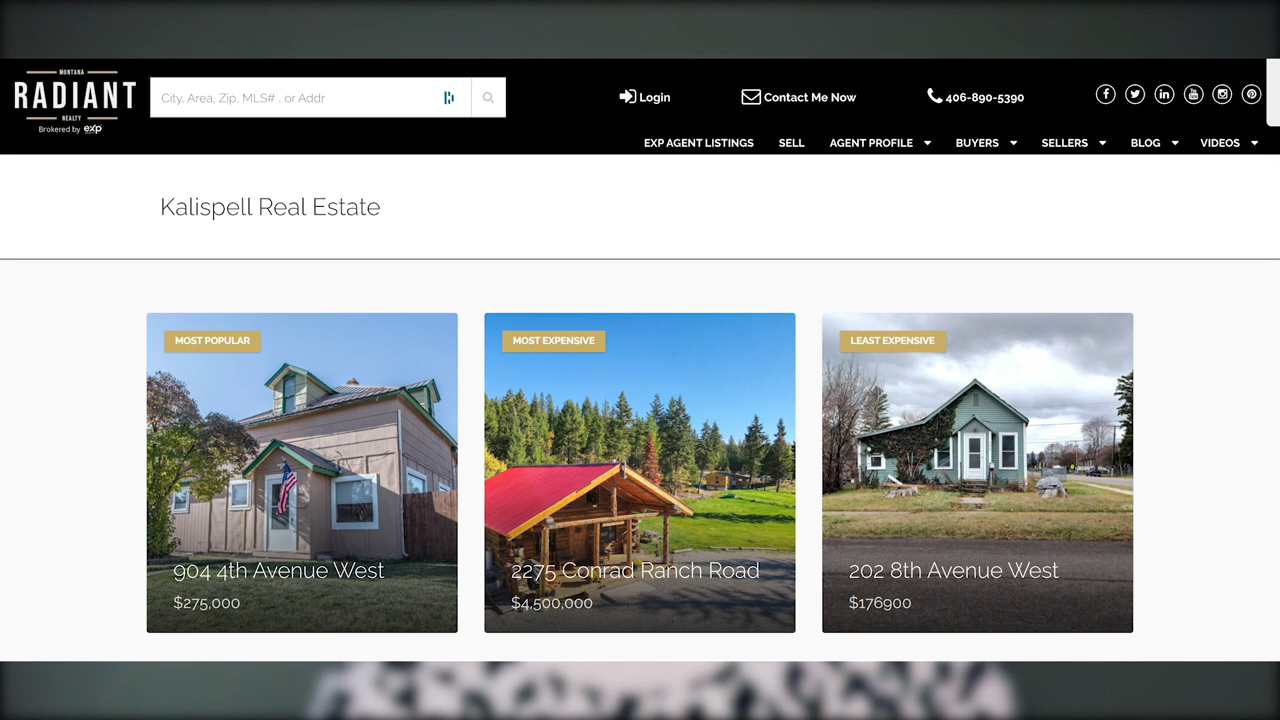 MONTANA
RADIANT
REALTY
Brokered by eXp
City, Area, Zip, MLS# , or Addr
Login
Contact Me Now
406-890-5390
EXP AGENT LISTINGS
SELL
AGENT PROFILE
BUYERS
SELLERS
BLOG
VIDEOS
Kalispell Real Estate
MOST POPULAR
904 4th Avenue West
$275,000
MOST EXPENSIVE
2275 Conrad Ranch Road
$4,500,000
LEAST EXPENSIVE
202 8th Avenue West
$176900